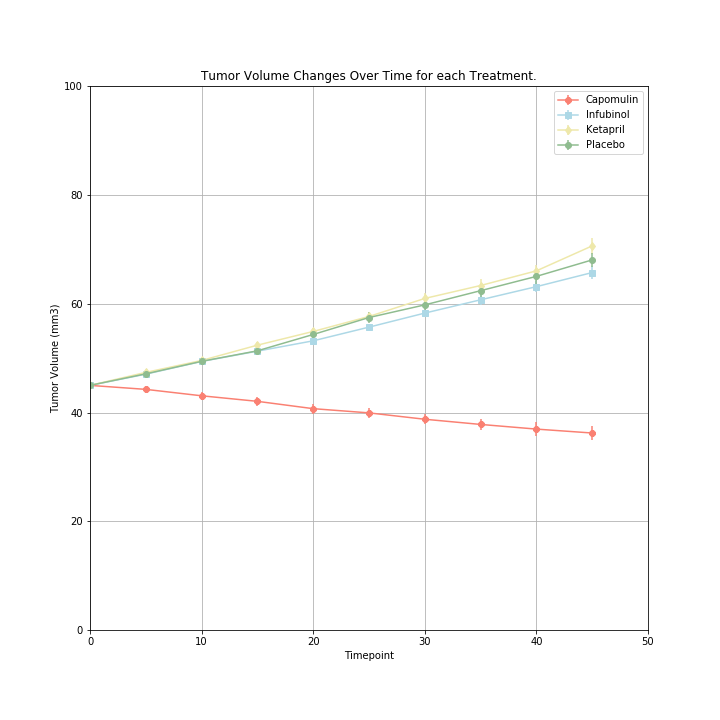 Tumor Volume Changes Over Time for each Treatment.
100
80
60
40
20
0
Tumor Volume (mm3)
Capomulin
Infubinol
Ketapril
Placebo
0 10 20 30 40 50
Timepoint